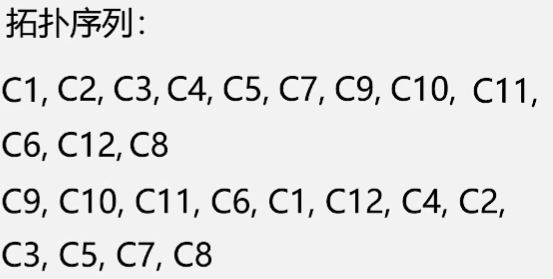 拓扑序列：
C1, C2, C3, C4, C5, C7, C9, C10, C11,
C6, C12, C8
C9, C10, C11, C6, C1, C12, C4, C2,
C3, C5, C7, C8